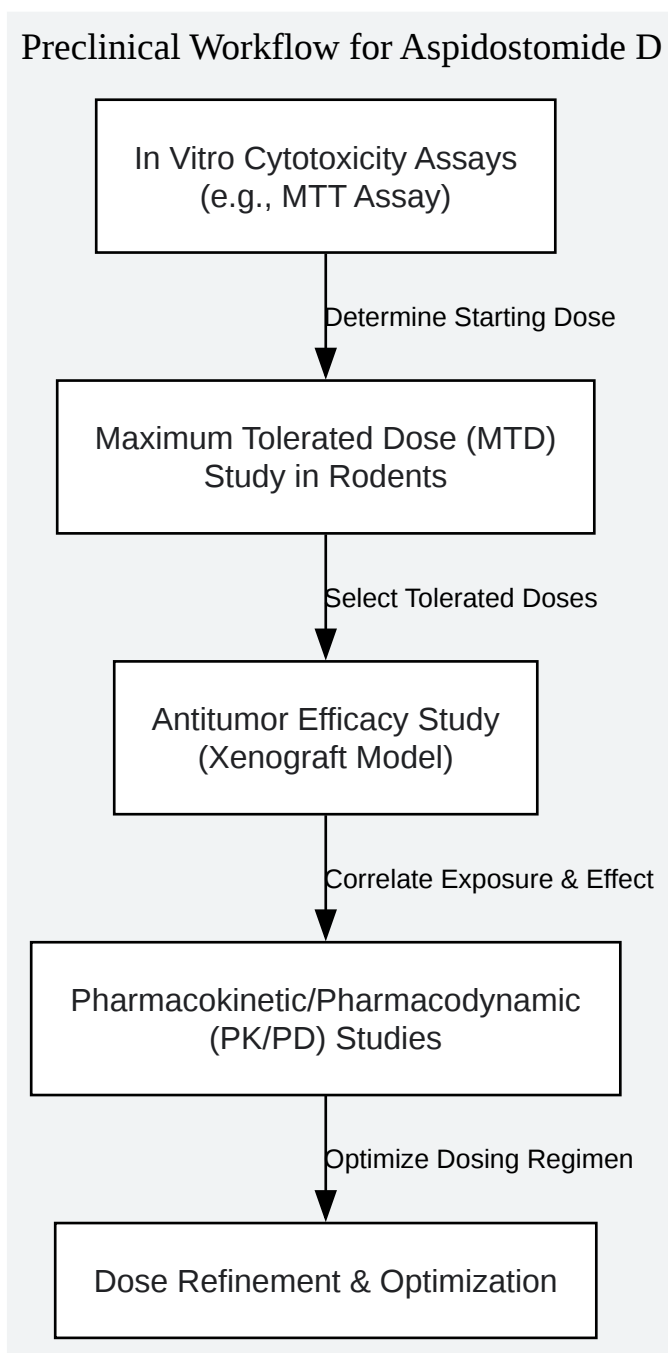 Preclinical Workflow for Aspidostomide D
In Vitro Cytotoxicity Assays
(e.g., MTT Assay)
Determine Starting Dose
Maximum Tolerated Dose (MTD)
Study in Rodents
Select Tolerated Doses
Antitumor Efficacy Study
(Xenograft Model)
Correlate Exposure & Effect
Pharmacokinetic/Pharmacodynamic
(PK/PD) Studies
Optimize Dosing Regimen
Dose Refinement & Optimization